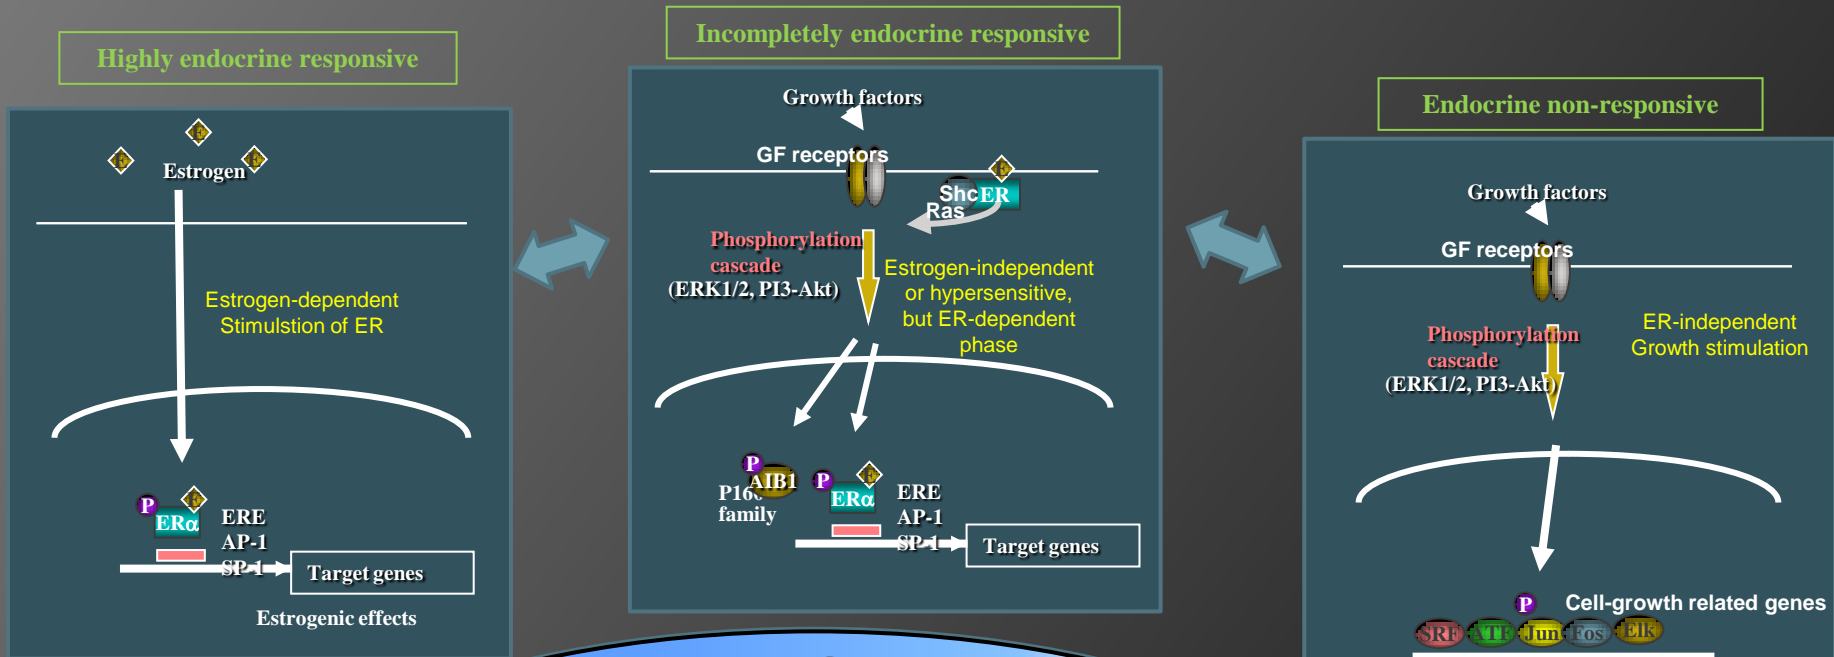 Highly endocrine responsive
E
E
E
Estrogen
Estrogen-dependent
Stimulstion of ER
P
E
ERα
ERE
AP-1
SP-1
Target genes
Estrogenic effects
Incompletely endocrine responsive
Growth factors
GF receptors
E
Shc
ER
Ras
Phosphorylation
cascade
(ERK1/2, PI3-Akt)
Estrogen-independent
or hypersensitive,
but ER-dependent
phase
P
AIB1
P160
family
P
E
ERα
ERE
AP-1
SP-1
Target genes
Endocrine non-responsive
Growth factors
GF receptors
Phosphorylation
cascade
(ERK1/2, PI3-Akt)
ER-independent
Growth stimulation
P
Cell-growth related genes
SRF
ATF
Jun
Fos
Elk